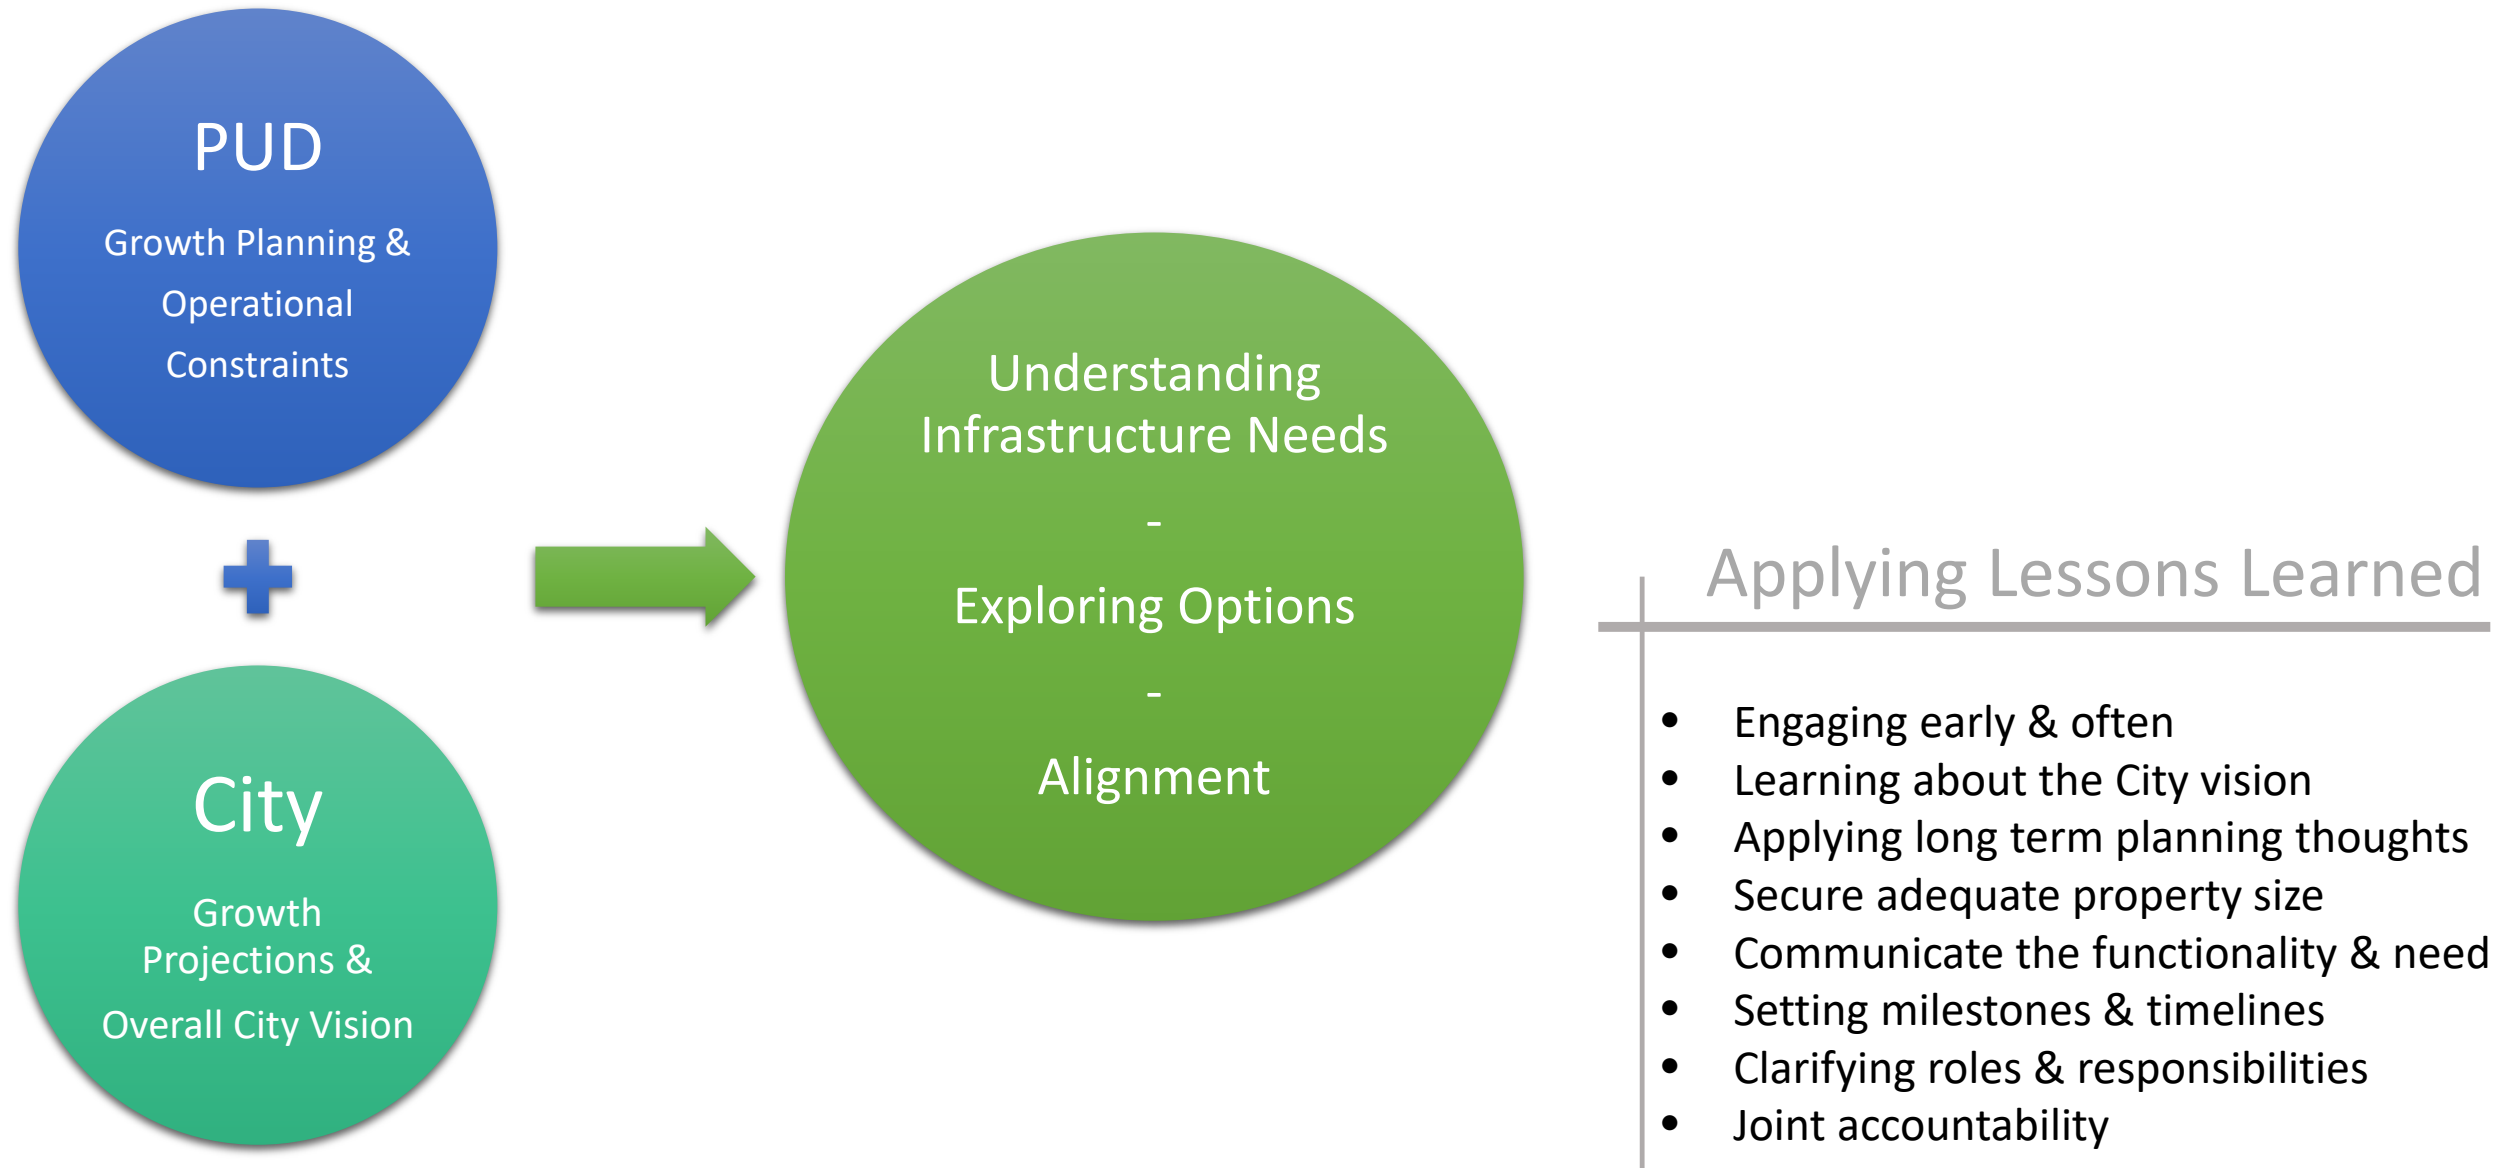 PUD
Growth Planning &
Operational
Constraints
City
Growth
Projections &
Overall City Vision
Understanding
Infrastructure Needs
-
Exploring Options
-
Alignment
Applying Lessons Learned
• Engaging early & often
• Learning about the City vision
• Applying long term planning thoughts
• Secure adequate property size
• Communicate the functionality & need
• Setting milestones & timelines
• Clarifying roles & responsibilities
• Joint accountability